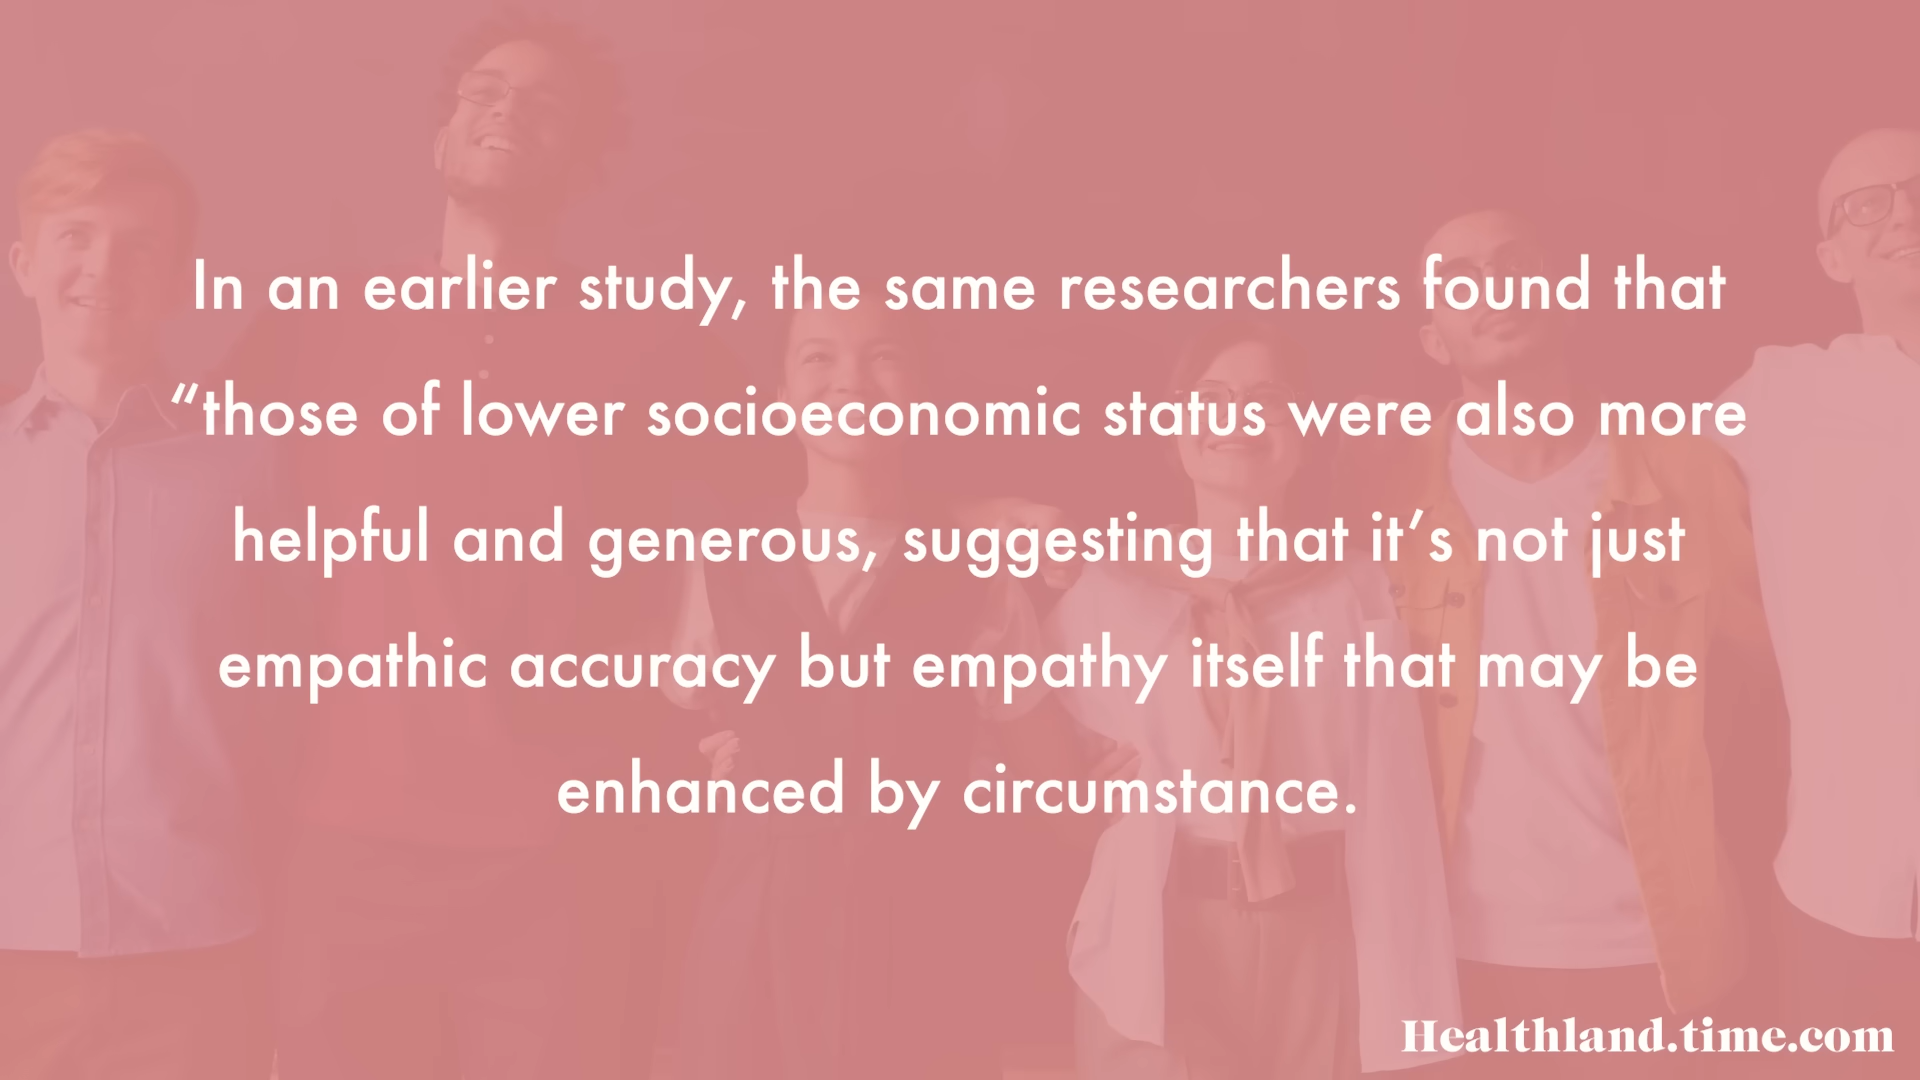 In an earlier study, the same researchers found that
“those of lower socioeconomic status were also more
helpful and generous, suggesting that it’s not just
empathic accuracy but empathy itself that may be
enhanced by circumstance.
Healthland.time.com